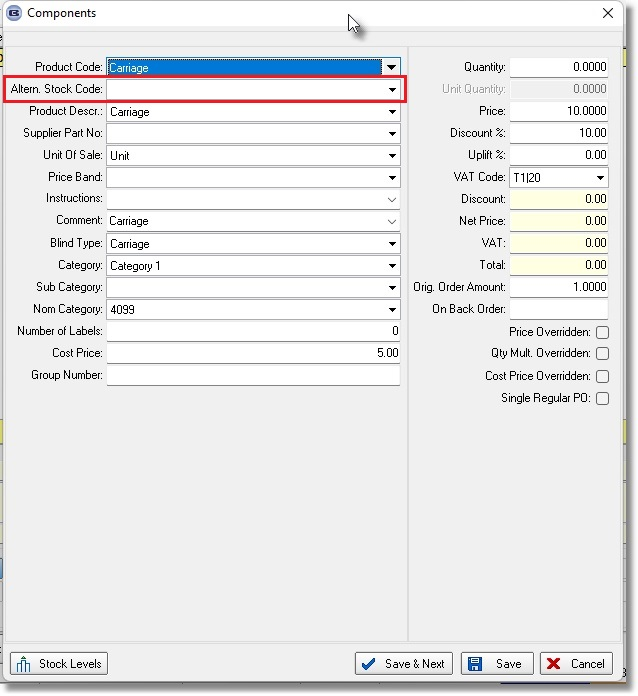 Components
Product Code: Carriage
Altern. Stock Code:
Product Descr.: Carriage
Supplier Part No:
Unit Of Sale: Unit
Price Band:
Instructions:
Comment: Carriage
Blind Type: Carriage
Category: Category 1
Sub Category:
Nom Category: 4099
Number of Labels: 0
Cost Price: 5.00
Group Number:
Quantity: 0.0000
Unit Quantity: 0.0000
Price: 10.0000
Discount %: 10.00
Uplift %: 0.00
VAT Code: T1|20
Discount: 0.00
Net Price: 0.00
VAT: 0.00
Total: 0.00
Orig. Order Amount: 1.0000
On Back Order:
Price Overridden:
Qty Mult. Overridden:
Cost Price Overridden:
Single Regular PO:
Stock Levels
Save & Next
Save
Cancel